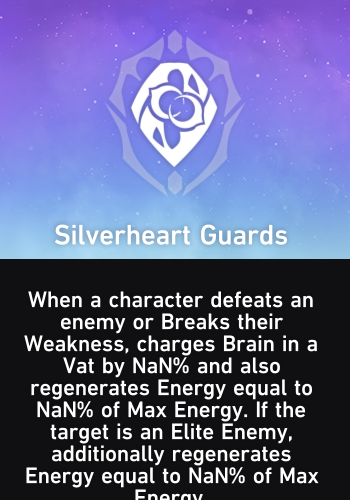 Silverheart Guards
When a character defeats an
enemy or Breaks their
Weakness, charges Brain in a
Vat by NaN% and also
regenerates Energy equal to
NaN% of Max Energy. If the
target is an Elite Enemy,
additionally regenerates
Energy equal to NaN% of Max
Energy